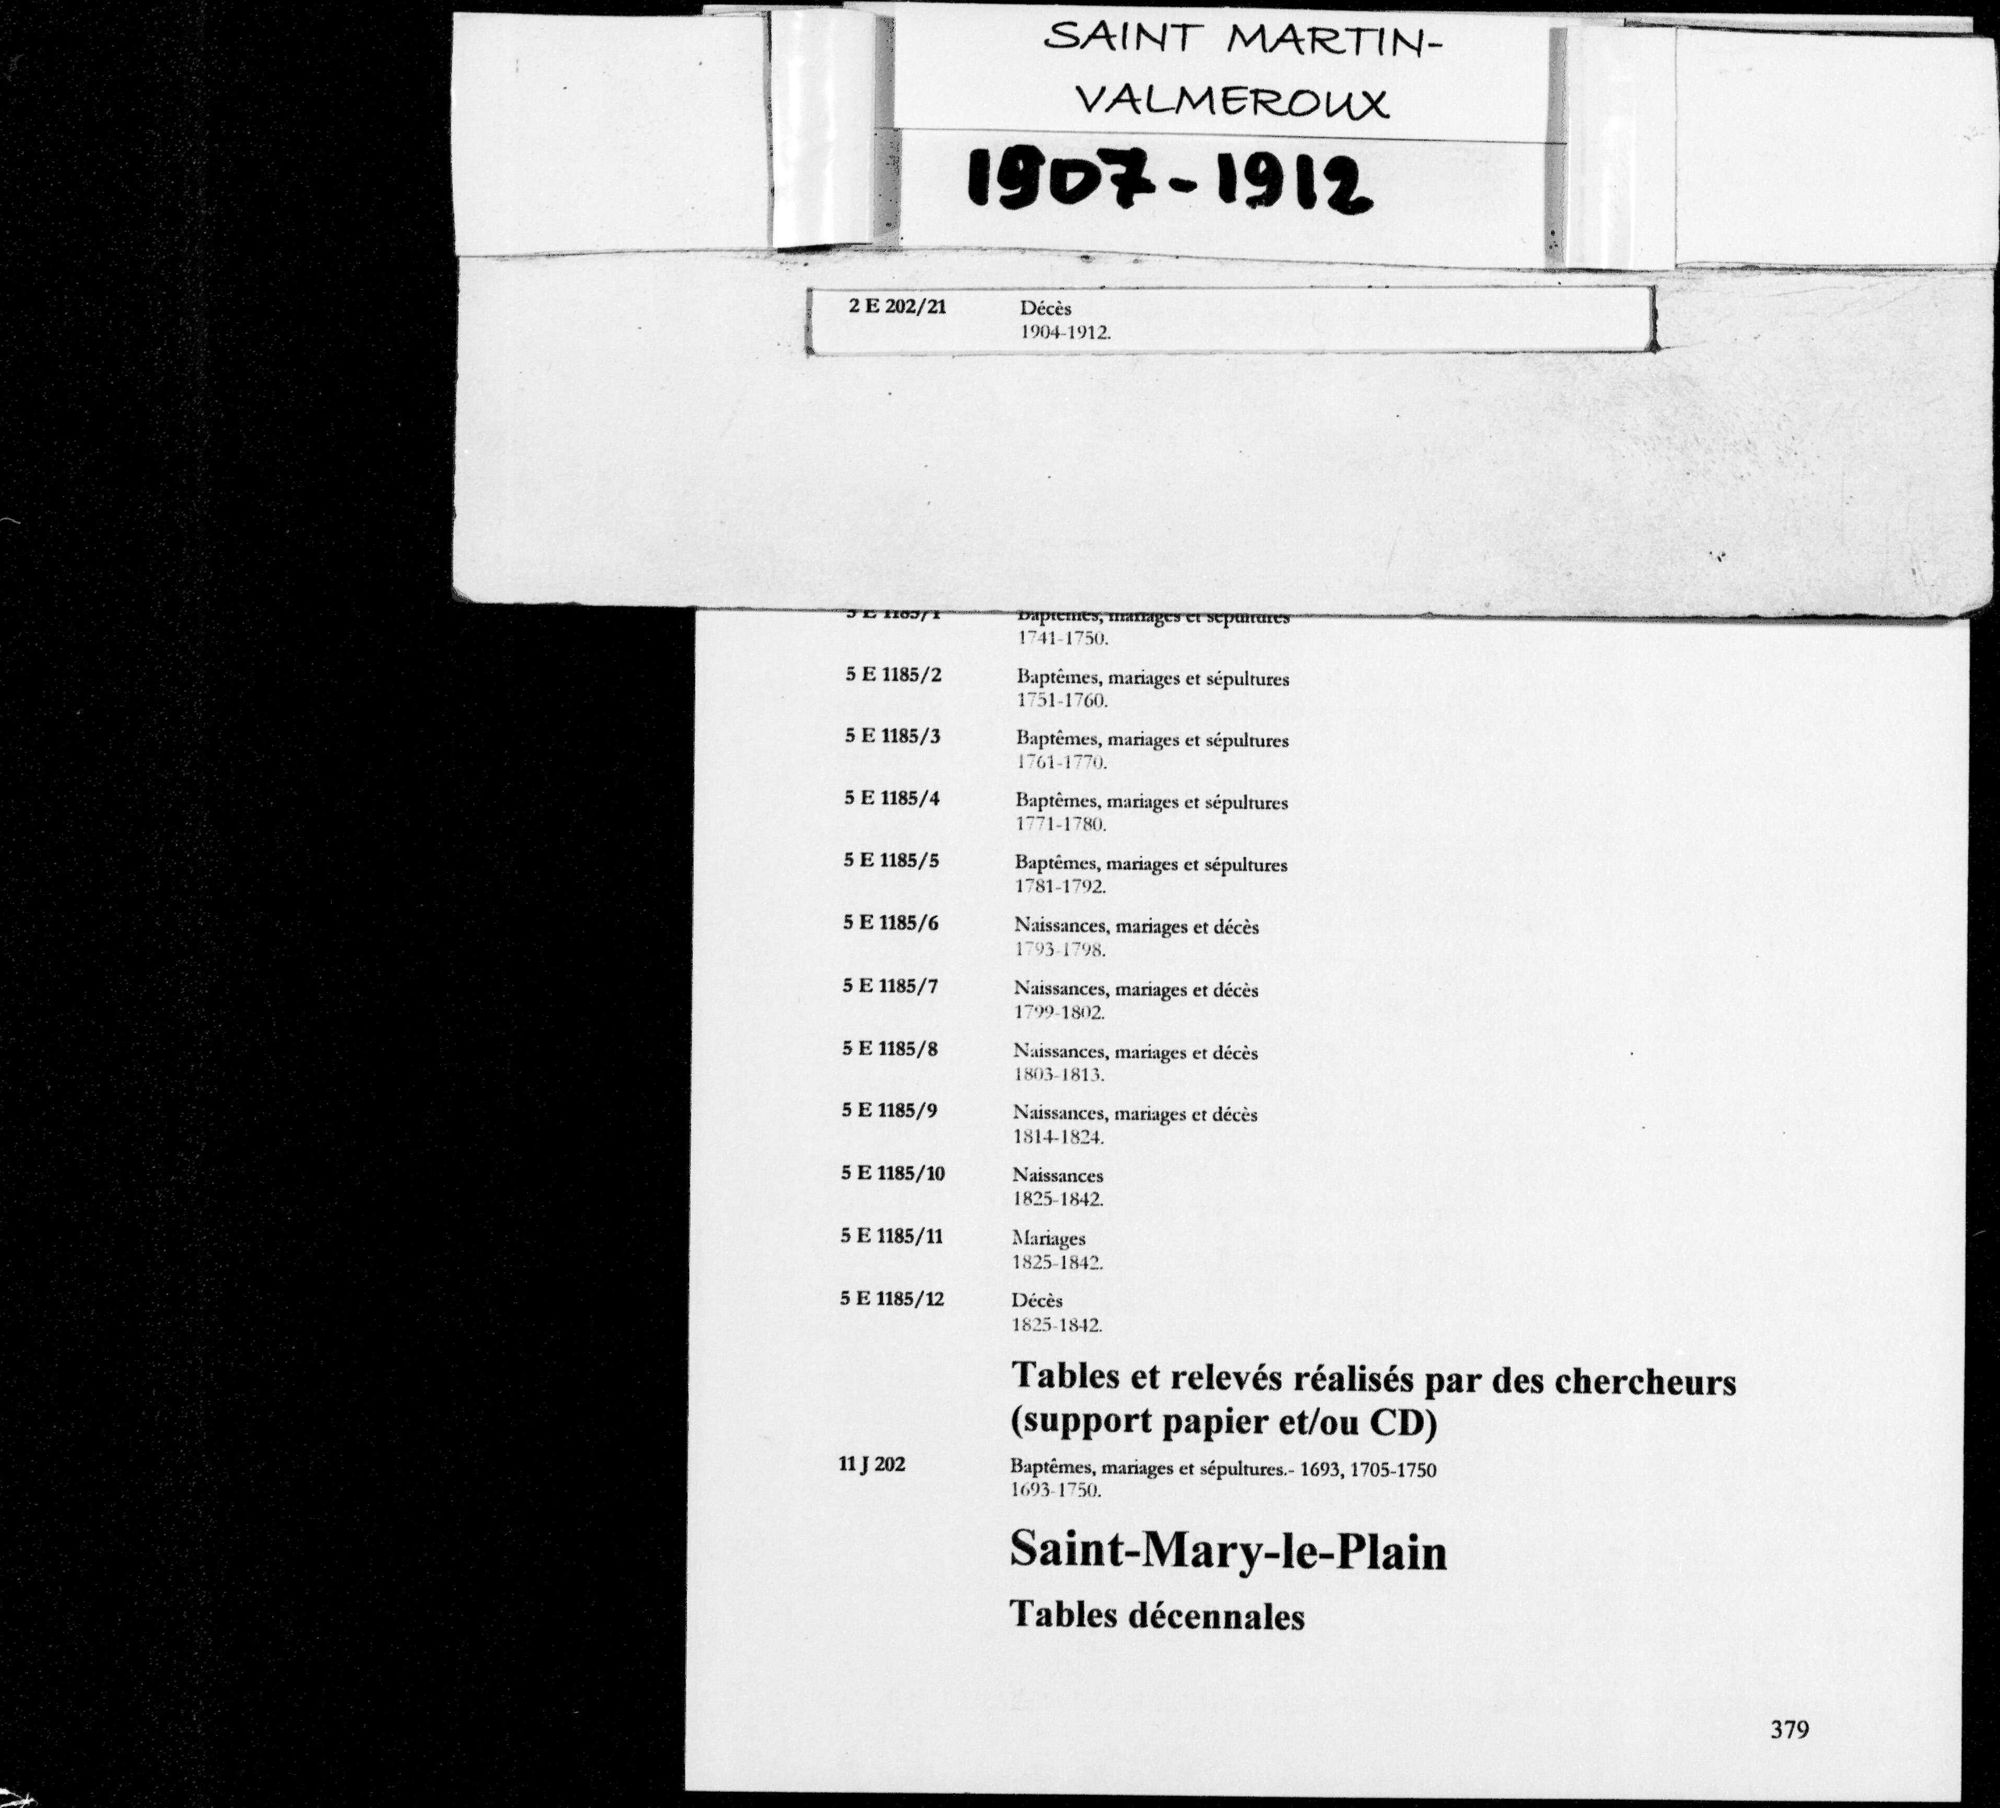 SAINT MARTIN-
VALMEROUX
1907-1912
2 E 202/21 Décès
1904-1912.
5 E 1185/1 Baptêmes, mariages et sépultures
1741-1750.
5 E 1185/2 Baptêmes, mariages et sépultures
1751-1760.
5 E 1185/3 Baptêmes, mariages et sépultures
1761-1770.
5 E 1185/4 Baptêmes, mariages et sépultures
1771-1780.
5 E 1185/5 Baptêmes, mariages et sépultures
1781-1792.
5 E 1185/6 Naissances, mariages et décès
1793-1798.
5 E 1185/7 Naissances, mariages et décès
1799-1802.
5 E 1185/8 Naissances, mariages et décès
1803-1813.
5 E 1185/9 Naissances, mariages et décès
1814-1824.
5 E 1185/10 Naissances
1825-1842.
5 E 1185/11 Mariages
1825-1842.
5 E 1185/12 Décès
1825-1842.
Tables et relevés réalisés par des chercheurs
(support papier et/ou CD)
11 J 202 Baptêmes, mariages et sépultures.- 1693, 1705-1750
1693-1750.
Saint-Mary-le-Plain
Tables décennales
379